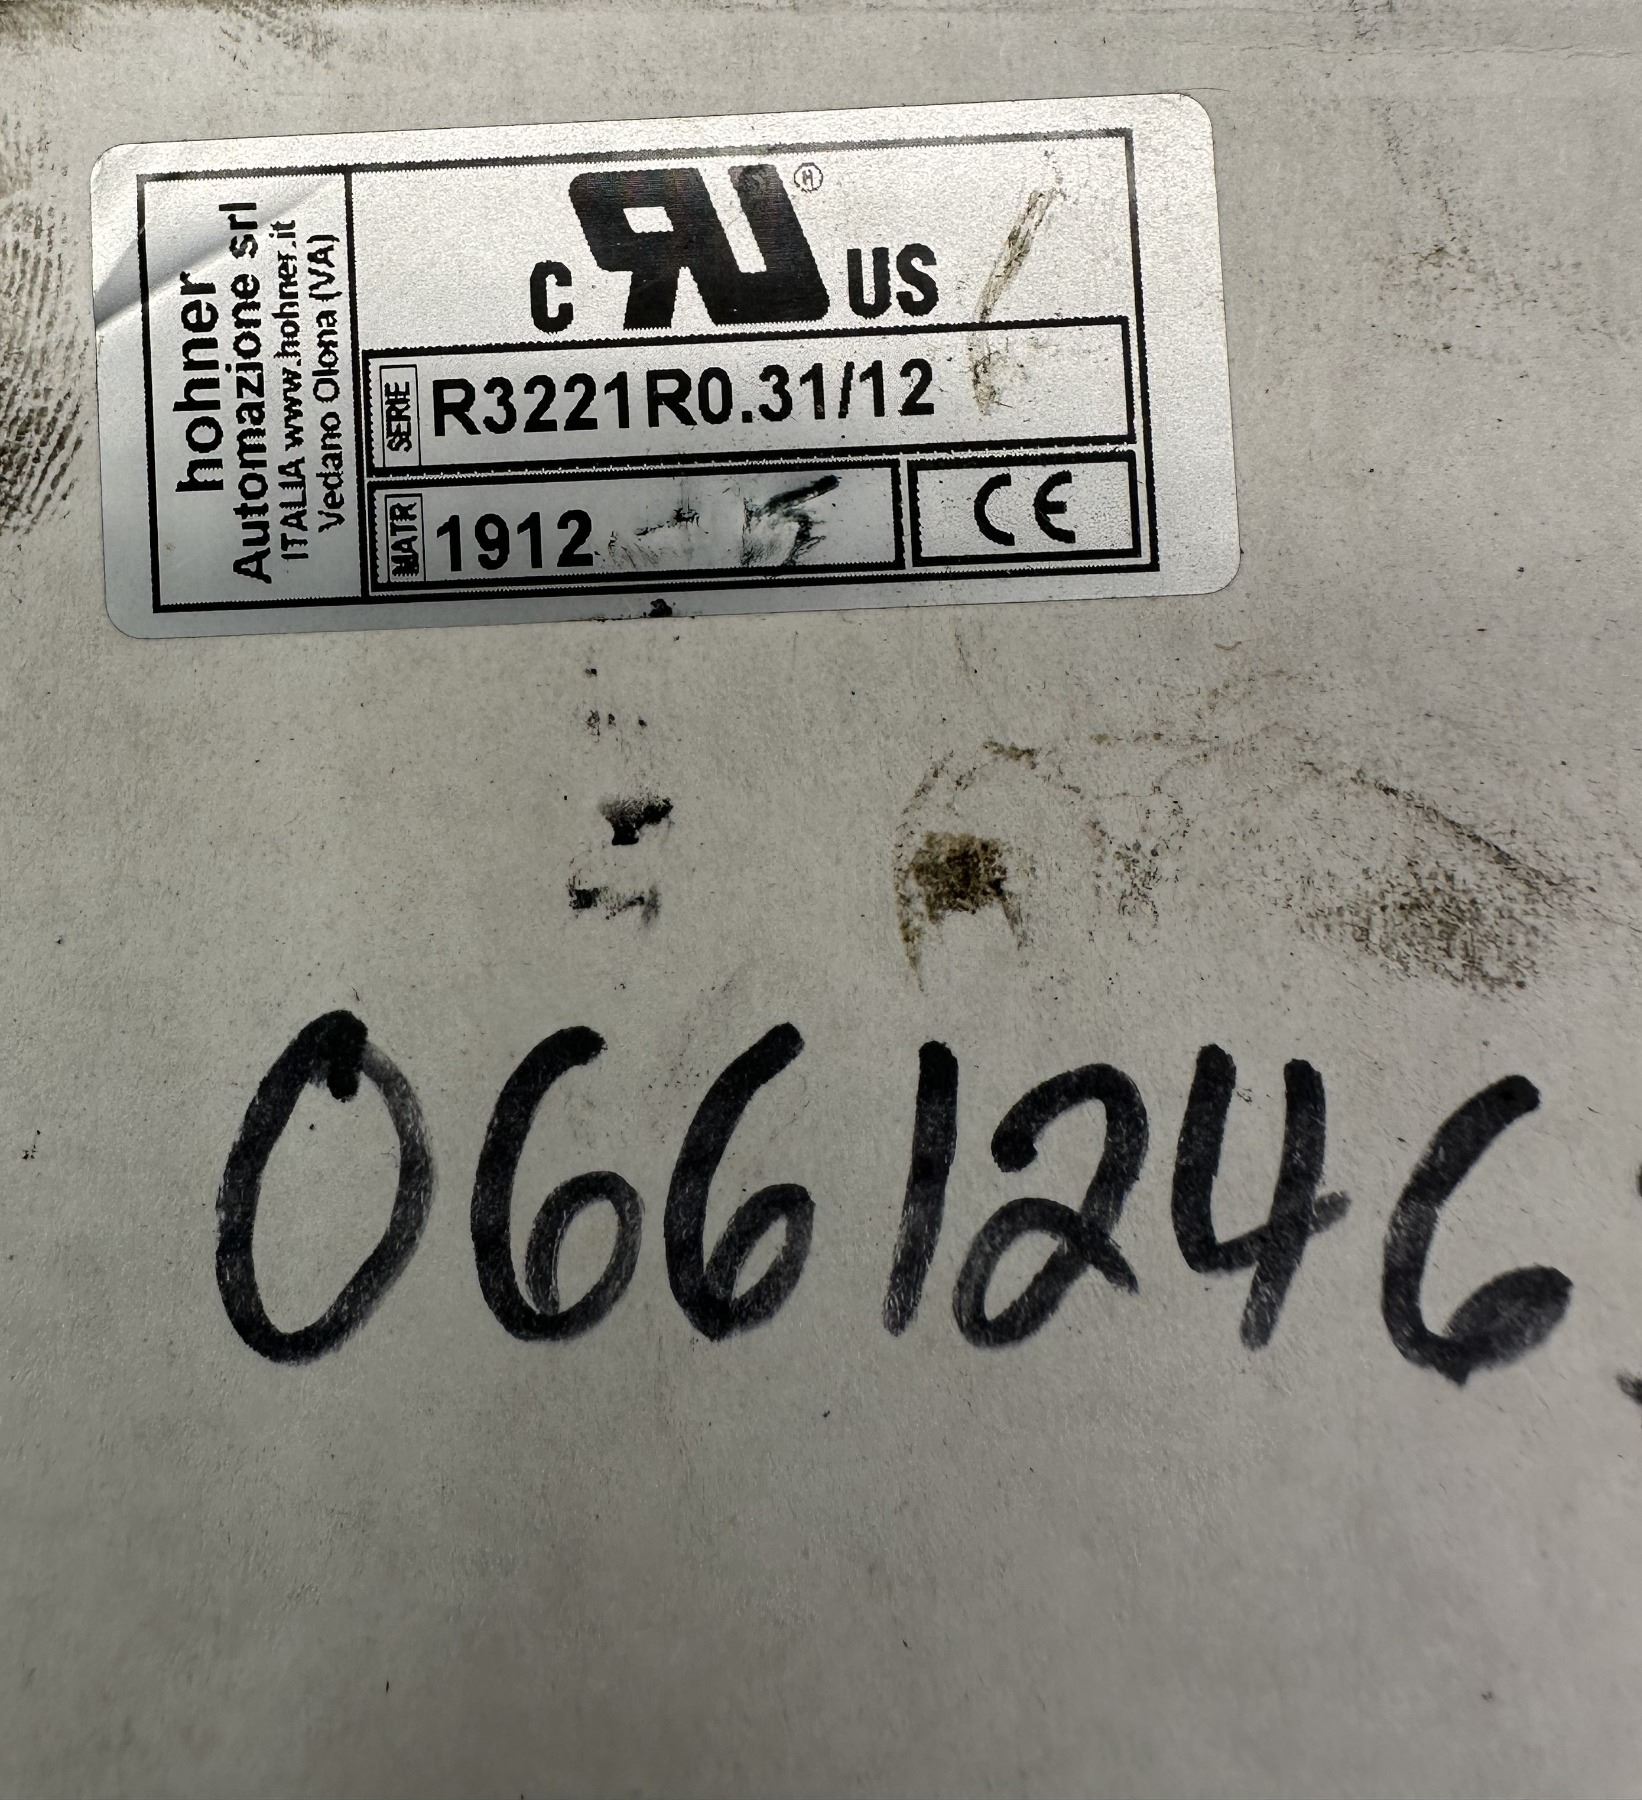 hohner
Automazione srl
ITALIA www.hohner.it
Vedano Olona (VA)
c RU ® US
SERIE R3221R0.31/12
MATR 1912
CE
0661246